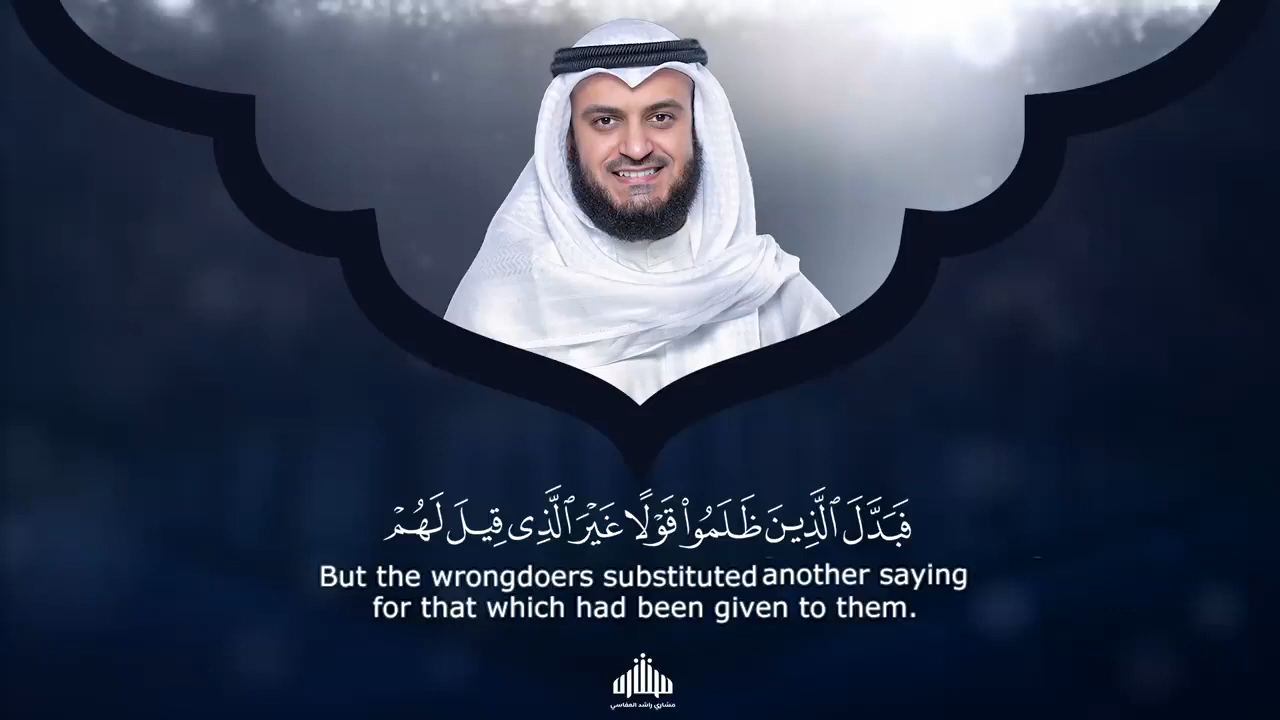 فَبَدَّلَ ٱلَّذِينَ ظَلَمُوا۟ قَوْلًا غَيْرَ ٱلَّذِى قِيلَ لَهُمْ
But the wrongdoers substituted another saying
for that which had been given to them.
مشاري راشد العفاسي